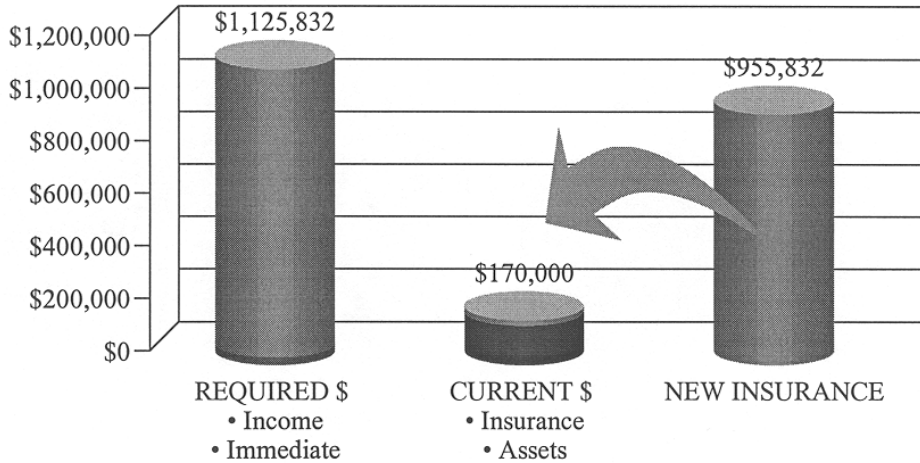 $1,125,832
$1,200,000
$1,000,000
$800,000
$600,000
$400,000
$200,000
$0
$955,832
$170,000
REQUIRED $
• Income
• Immediate
CURRENT $
• Insurance
• Assets
NEW INSURANCE